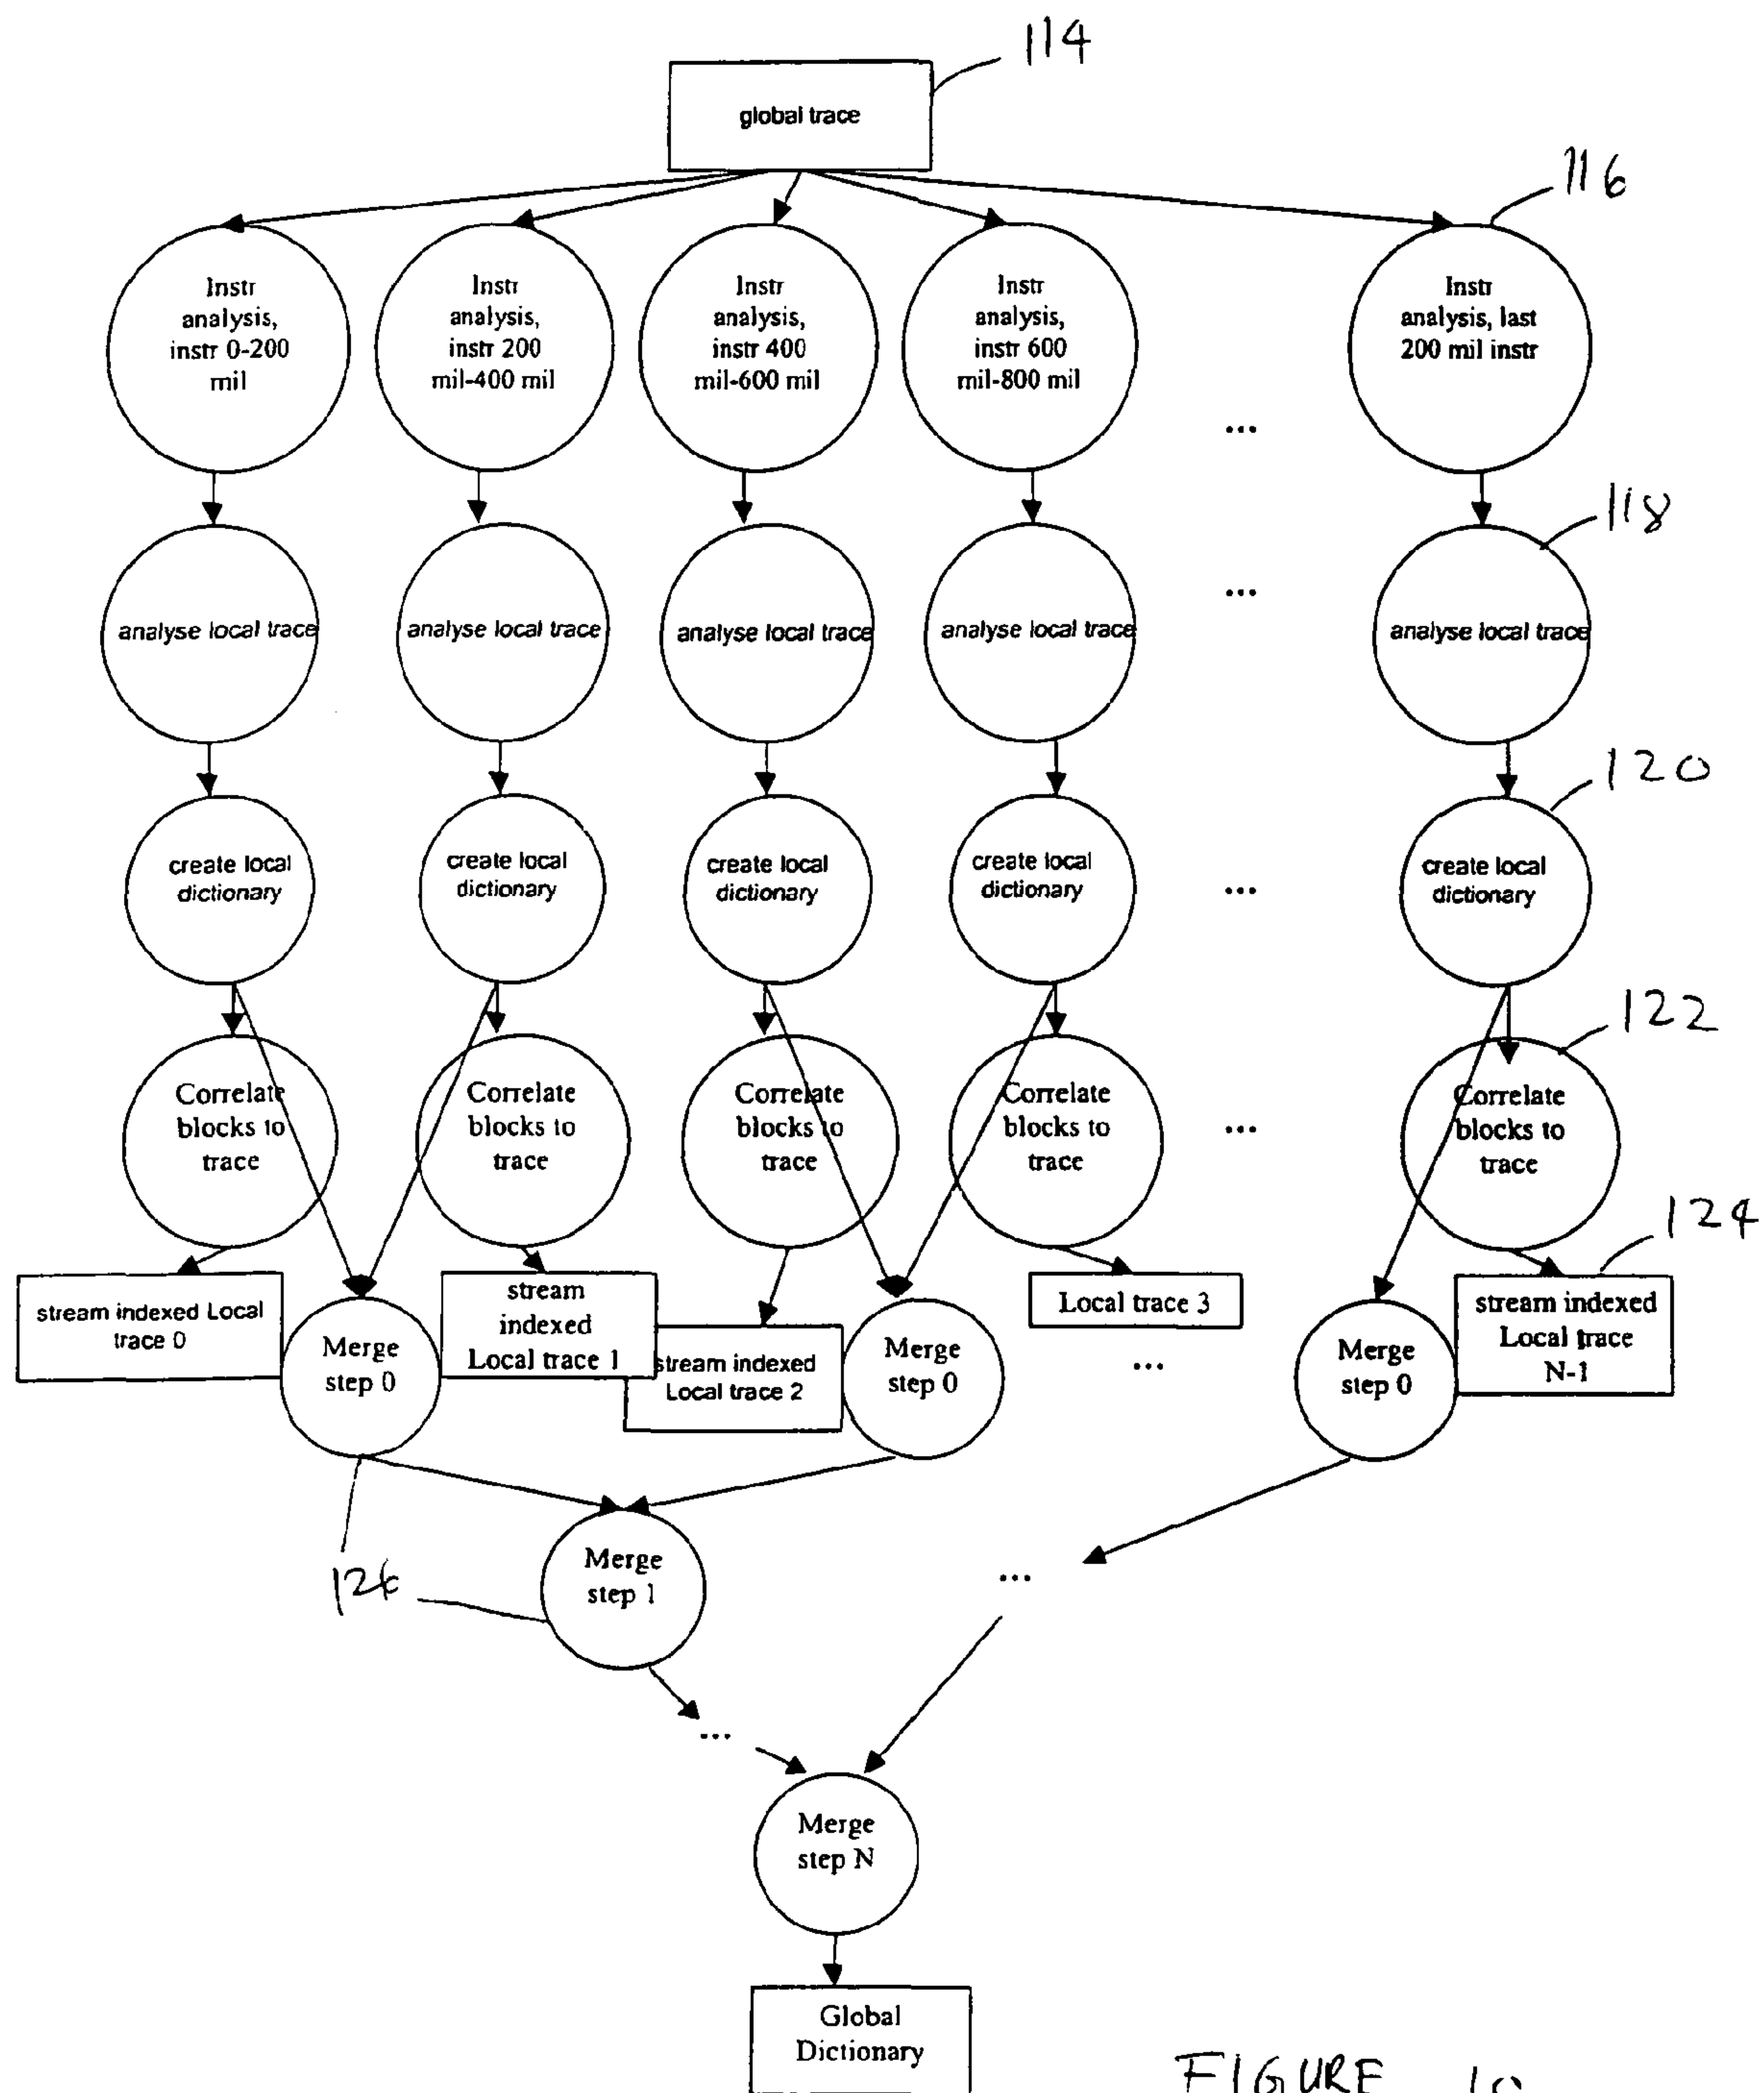 114
global trace
116
Instr
analysis,
instr 0-200
mil
Instr
analysis,
instr 200
mil-400 mil
Instr
analysis,
instr 400
mil-600 mil
Instr
analysis,
instr 600
mil-800 mil
...
Instr
analysis, last
200 mil instr
118
analyse local trace
analyse local trace
analyse local trace
analyse local trace
...
analyse local trace
120
create local
dictionary
create local
dictionary
create local
dictionary
create local
dictionary
...
create local
dictionary
122
Correlate
blocks to
trace
Correlate
blocks to
trace
Correlate
blocks to
trace
Correlate
blocks to
trace
...
Correlate
blocks to
trace
124
stream indexed Local
trace 0
Merge
step 0
stream
indexed
Local trace 1
stream indexed
Local trace 2
Merge
step 0
Local trace 3
...
Merge
step 0
stream indexed
Local trace
N-1
126
Merge
step 1
...
...
Merge
step N
Global
Dictionary
FIGURE 10